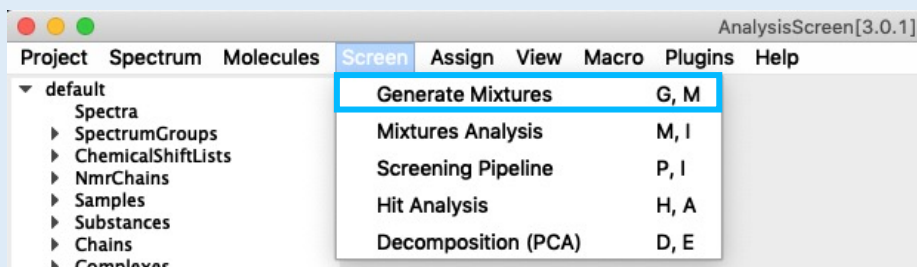 AnalysisScreen[3.0.1]
Project Spectrum Molecules Screen Assign View Macro Plugins Help
default
Spectra
SpectrumGroups
ChemicalShiftLists
NmrChains
Samples
Substances
Chains
Complexes
Generate Mixtures G, M
Mixtures Analysis M, I
Screening Pipeline P, I
Hit Analysis H, A
Decomposition (PCA) D, E